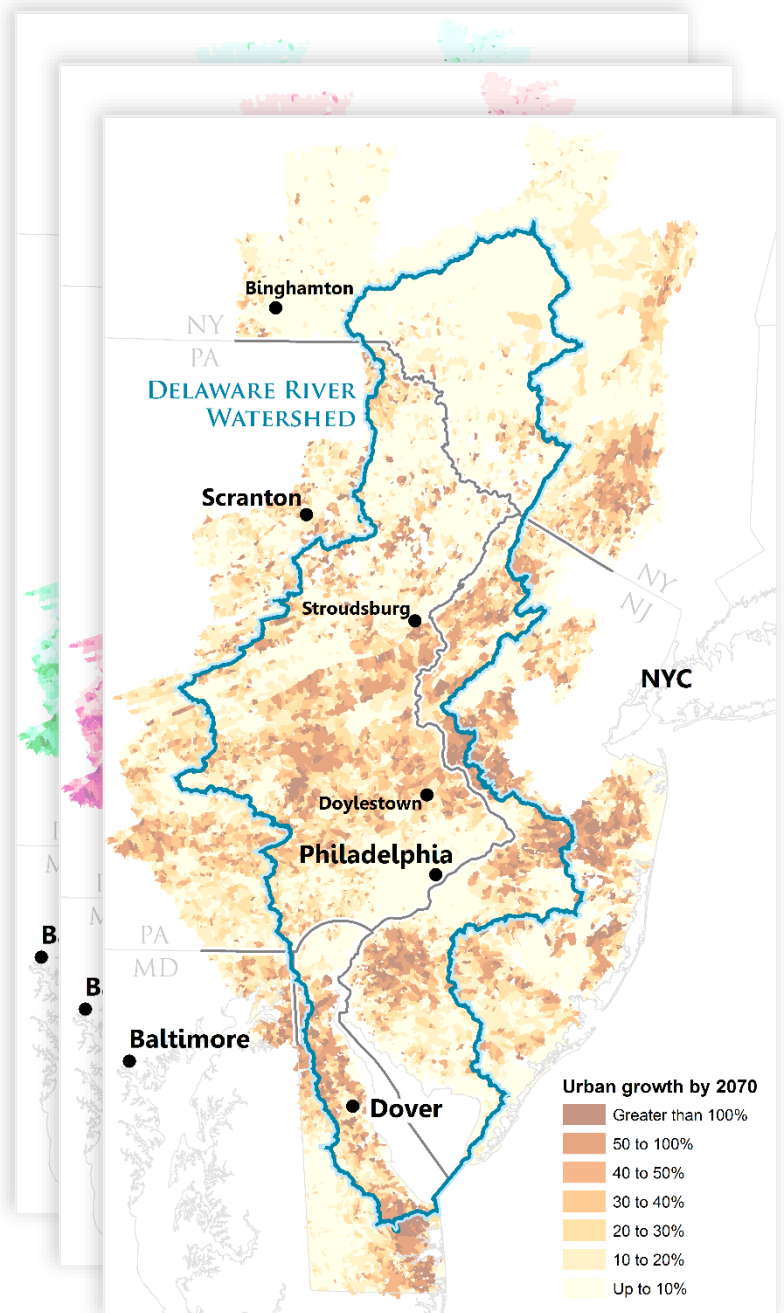 Binghamton
NY
PA
DELAWARE RIVER
WATERSHED
Scranton
Stroudsburg
NY
NJ
NYC
Doylestown
Philadelphia
PA
MD
B
B
Baltimore
Dover
Urban growth by 2070
Greater than 100%
50 to 100%
40 to 50%
30 to 40%
20 to 30%
10 to 20%
Up to 10%